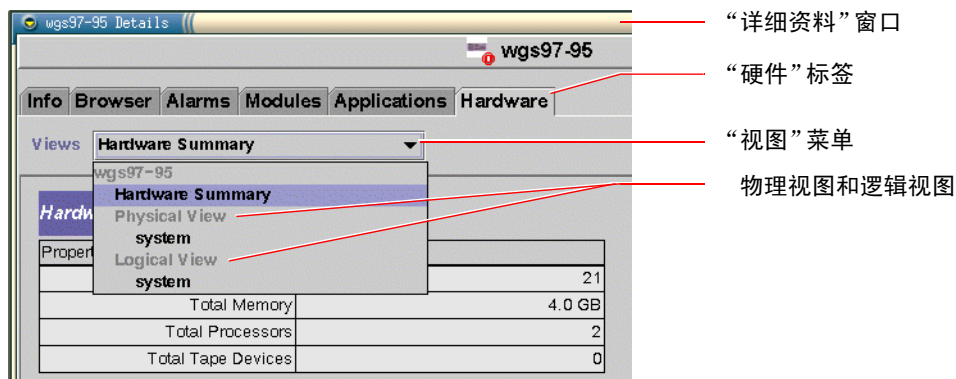 wgs97-95 Details
“详细资料”窗口
wgs97-95
“硬件”标签
Info Browser Alarms Modules Applications Hardware
Views Hardware Summary
“视图”菜单
wgs97-95
Hardware Summary
物理视图和逻辑视图
Hardw
Physical View
system
Propert
Logical View
system
21
Total Memory 4.0 GB
Total Processors 2
Total Tape Devices 0